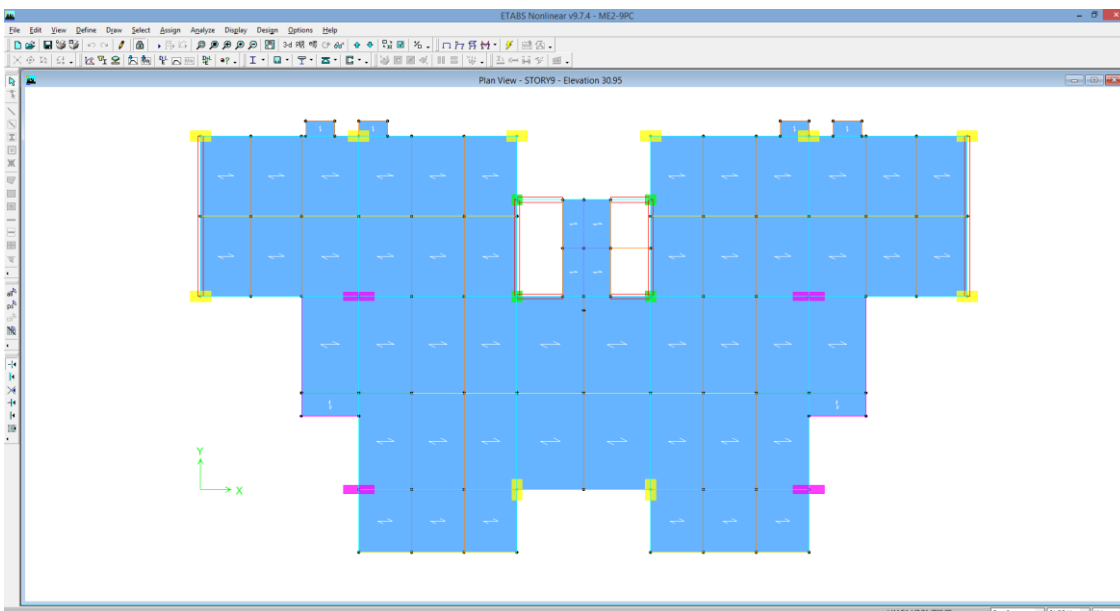 ETABS Nonlinear v9.7.4 - ME2-9PC
File Edit View Define Draw Select Assign Analyze Display Design Options Help
3-d
Plan View - STORY9 - Elevation 30.95
Y
X